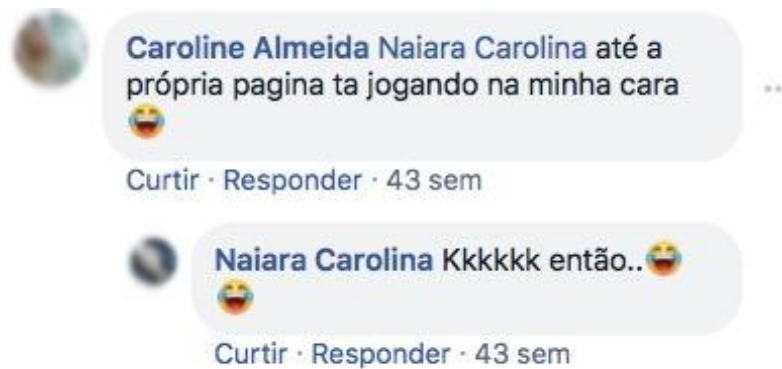 Caroline Almeida Naiara Carolina até a
própria pagina ta jogando na minha cara
😂
Curtir · Responder · 43 sem
Naiara Carolina Kkkkkk então..😂
😂
Curtir · Responder · 43 sem